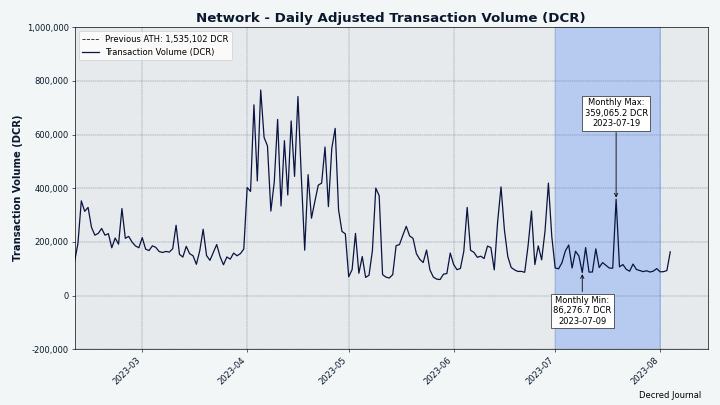 Network - Daily Adjusted Transaction Volume (DCR)
Previous ATH: 1,535,102 DCR
Transaction Volume (DCR)
Transaction Volume (DCR)
1,000,000
800,000
600,000
400,000
200,000
0
-200,000
Monthly Max:
359,065.2 DCR
2023-07-19
Monthly Min:
86,276.7 DCR
2023-07-09
2023-03
2023-04
2023-05
2023-06
2023-07
2023-08
Decred Journal